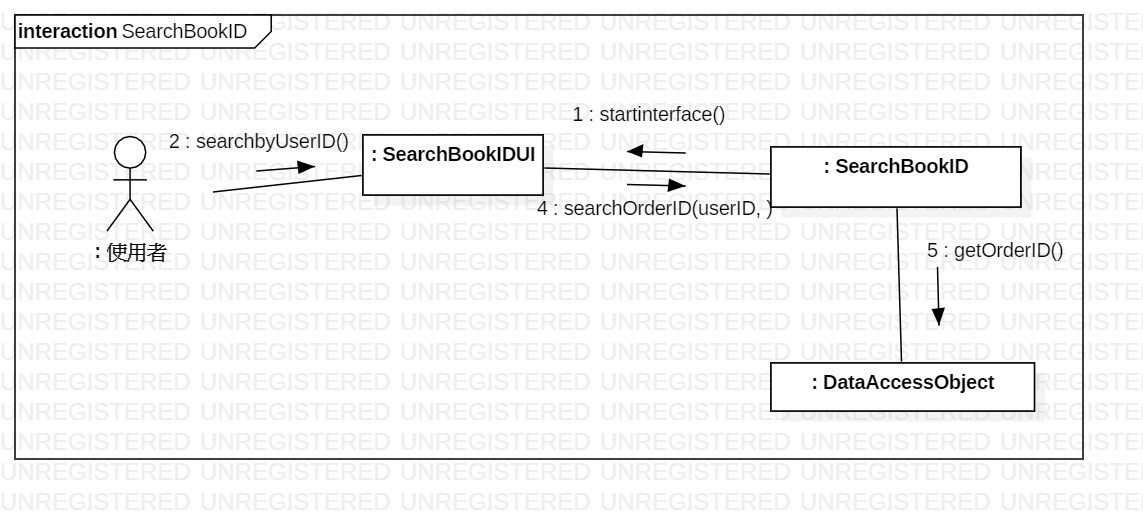 interaction SearchBookID
1 : startinterface()
2 : searchbyUserID()
: SearchBookIDUI
: SearchBookID
4 : searchOrderID(userID, )
: 使用者
5 : getOrderID()
: DataAccessObject
UNREGISTERED UNREGISTERED UNREGISTERED UNREGISTERED UNREGISTERED UNREGISTERED